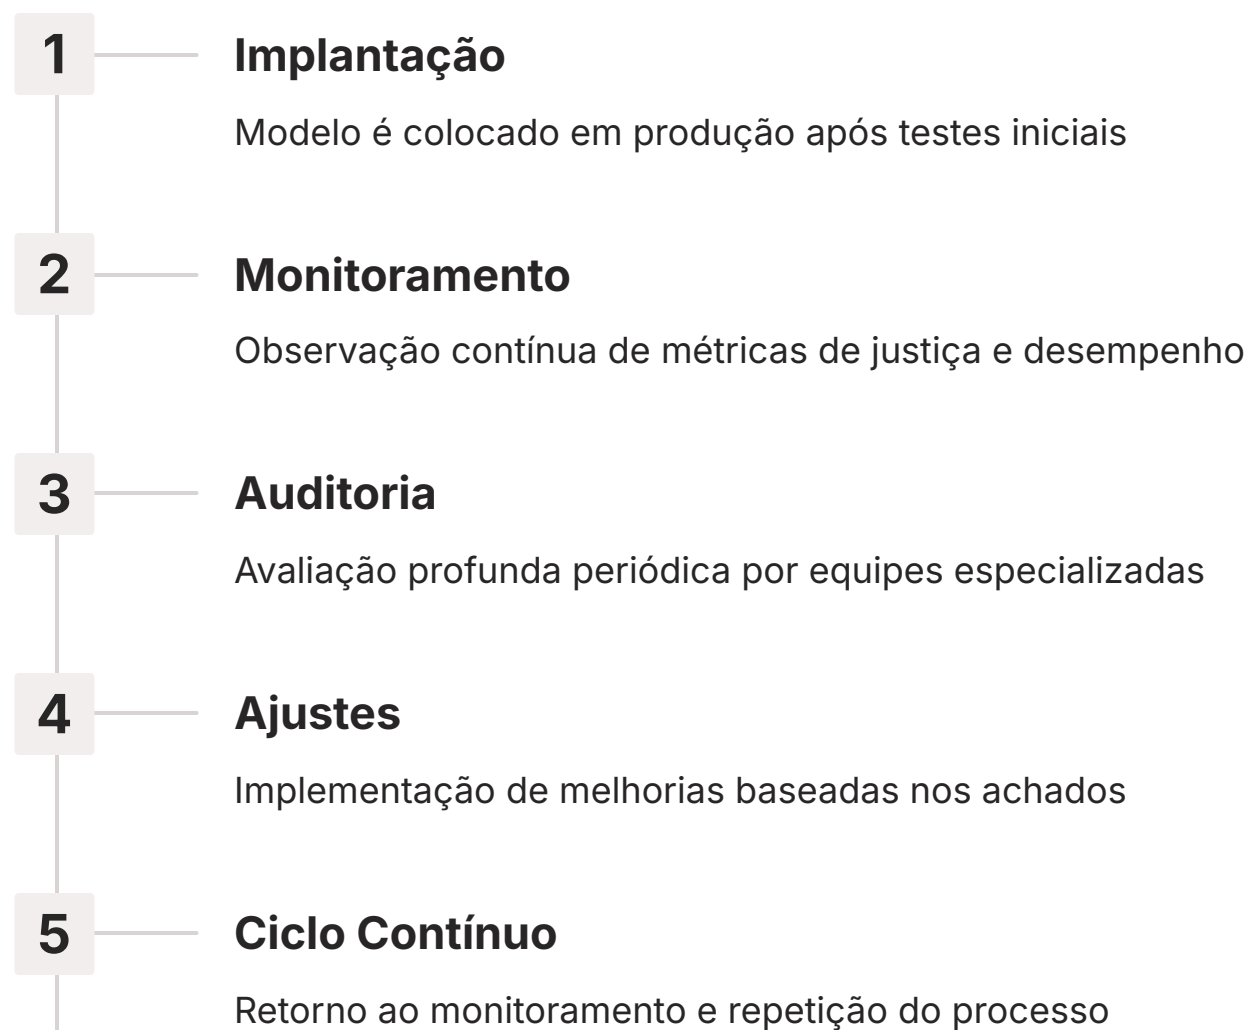 1
Implantação
Modelo é colocado em produção após testes iniciais
2
Monitoramento
Observação contínua de métricas de justiça e desempenho
3
Auditoria
Avaliação profunda periódica por equipes especializadas
4
Ajustes
Implementação de melhorias baseadas nos achados
5
Ciclo Contínuo
Retorno ao monitoramento e repetição do processo